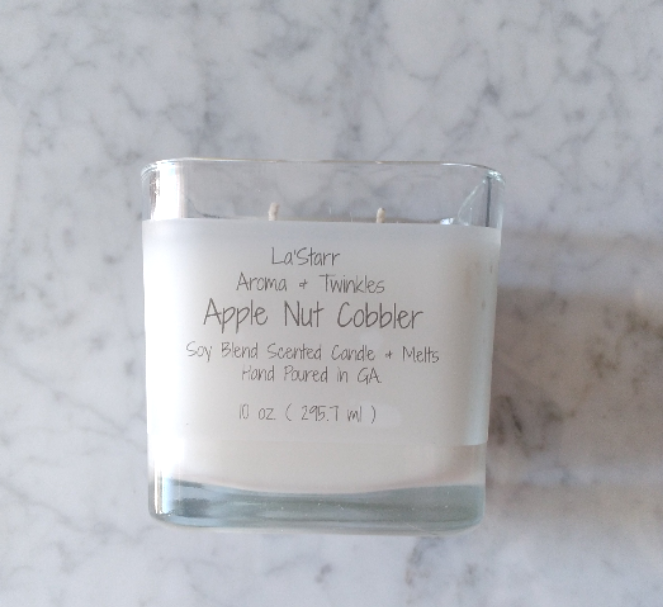 La'Starr
Aroma + Twinkles
Apple Nut Cobbler
Soy Blend Scented Candle + Melts
Hand Poured in GA
10 oz ( 295.7 ml )